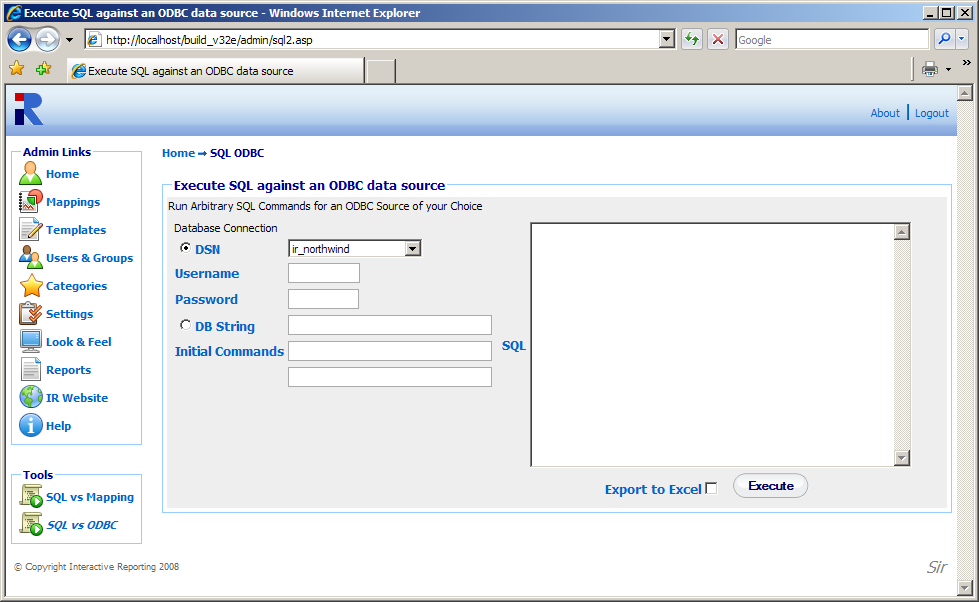 Execute SQL against an ODBC data source - Windows Internet Explorer
http://localhost/build_v32e/admin/sql2.asp
Google
Execute SQL against an ODBC data source
R
About | Logout
Admin Links
Home
Mappings
Templates
Users & Groups
Categories
Settings
Look & Feel
Reports
IR Website
Help
Tools
SQL vs Mapping
SQL vs ODBC
Home → SQL ODBC
Execute SQL against an ODBC data source
Run Arbitrary SQL Commands for an ODBC Source of your Choice
Database Connection
DSN ir_northwind
Username
Password
DB String
Initial Commands
SQL
Export to Excel Execute
© Copyright Interactive Reporting 2008
Sir